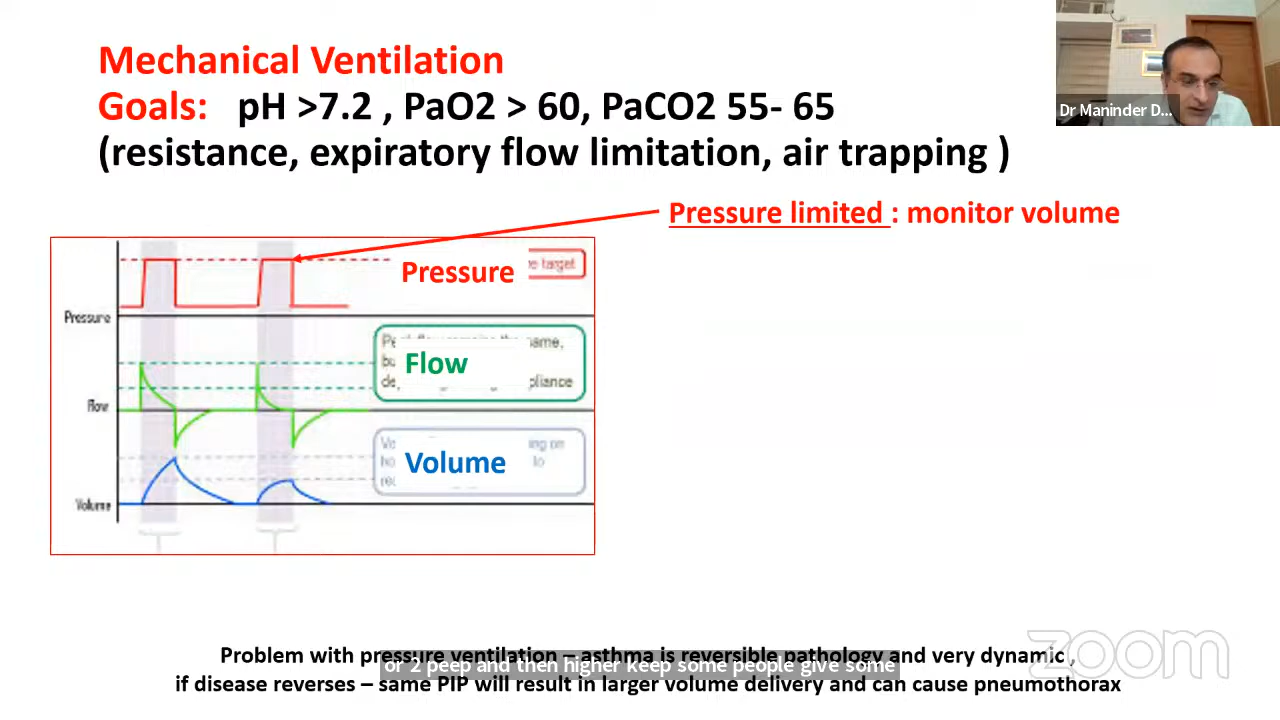 Mechanical Ventilation
Goals: pH >7.2 , PaO2 > 60, PaCO2 55- 65
(resistance, expiratory flow limitation, air trapping )
Dr Maninder D...
Pressure limited : monitor volume
Pressure
target
Pressure
Flow
Flow
Volume
Volume
Problem with pressure ventilation – asthma is reversible pathology and very dynamic ,
or 2 peep and then higher keep some people give some
if disease reverses – same PIP will result in larger volume delivery and can cause pneumothorax
zoom